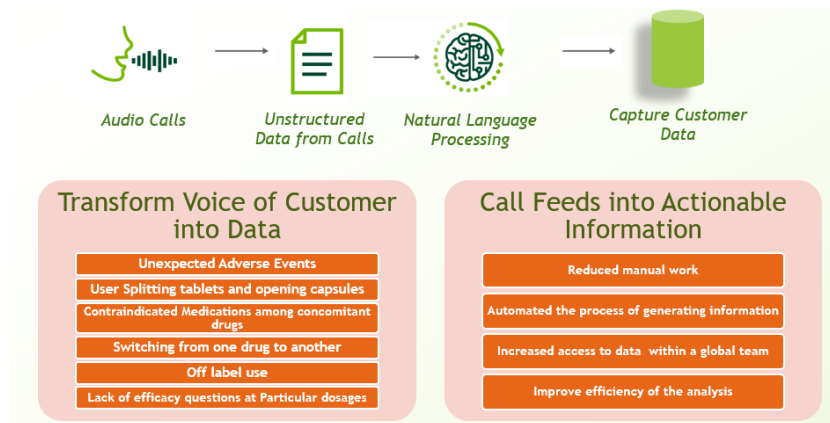 Audio Calls
Unstructured
Data from Calls
Natural Language
Processing
Capture Customer
Data
Transform Voice of Customer
into Data
Unexpected Adverse Events
User Splitting tablets and opening capsules
Contraindicated Medications among concomitant
drugs
Switching from one drug to another
Off label use
Lack of efficacy questions at Particular dosages
Call Feeds into Actionable
Information
Reduced manual work
Automated the process of generating information
Increased access to data within a global team
Improve efficiency of the analysis